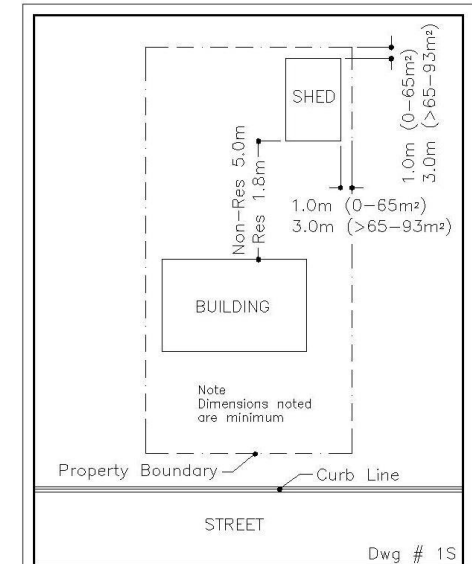 SHED
1.0m (0-65m²)
3.0m (>65-93m²)
Non-Res 5.0m
Res 1.8m
1.0m (0-65m²)
3.0m (>65-93m²)
BUILDING
Note
Dimensions noted
are minimum
Property Boundary
Curb Line
STREET
Dwg # 1S